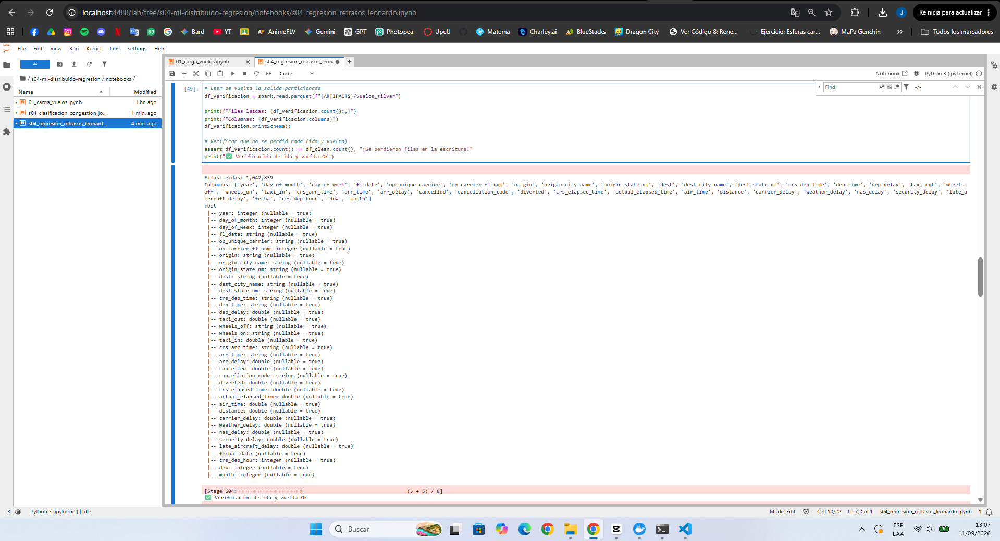 localhost:4488/lab/tree/s04-ml-distribuido-regresion/notebooks/s04_regresion_retrasos_leonardo.ipynb
J
Reinicia para actualizar
69
Bard
YT
AF AnimeFLV
Gemini
GPT
Photopea
UpeU
Matema
Charley.ai
BlueStacks
Dragon City
Ver Código 8: Rene...
Ejercicio: Esferas car...
MaPa Genchin
»
Todos los marcadores
File Edit View Run Kernel Tabs Settings Help
+
/ s04-ml-distribuido-regresion / notebooks /
Name Modified
01_carga_vuelos.ipynb 1 hr. ago
s04_clasificacion_congestion_jo... 1 min. ago
s04_regresion_retrasos_leonard... 4 min. ago
01_carga_vuelos.ipynb
s04_regresion_retrasos_leona
+
Code
Notebook
Python 3 (ipykernel)
Find
-/-
[49]:
# Leer de vuelta la salida particionada
df_verificacion = spark.read.parquet(f"{ARTIFACTS}/vuelos_silver")
print(f"Filas leídas: {df_verificacion.count():,}")
print(f"Columnas: {df_verificacion.columns}")
df_verificacion.printSchema()
# Verificar que no se perdió nada (ida y vuelta)
assert df_verificacion.count() == df_clean.count(), "¡Se perdieron filas en la escritura!"
print("✅ Verificación de ida y vuelta OK")
Filas leídas: 1,042,839
Columnas: ['year', 'day_of_month', 'day_of_week', 'fl_date', 'op_unique_carrier', 'op_carrier_fl_num', 'origin', 'origin_city_name', 'origin_state_nm', 'dest', 'dest_city_name', 'dest_state_nm', 'crs_dep_time', 'dep_time', 'dep_delay', 'taxi_out', 'wheels_
off', 'wheels_on', 'taxi_in', 'crs_arr_time', 'arr_time', 'arr_delay', 'cancelled', 'cancellation_code', 'diverted', 'crs_elapsed_time', 'actual_elapsed_time', 'air_time', 'distance', 'carrier_delay', 'weather_delay', 'nas_delay', 'security_delay', 'late_a
ircraft_delay', 'fecha', 'crs_dep_hour', 'dow', 'month']
root
|-- year: integer (nullable = true)
|-- day_of_month: integer (nullable = true)
|-- day_of_week: integer (nullable = true)
|-- fl_date: string (nullable = true)
|-- op_unique_carrier: string (nullable = true)
|-- op_carrier_fl_num: integer (nullable = true)
|-- origin: string (nullable = true)
|-- origin_city_name: string (nullable = true)
|-- origin_state_nm: string (nullable = true)
|-- dest: string (nullable = true)
|-- dest_city_name: string (nullable = true)
|-- dest_state_nm: string (nullable = true)
|-- crs_dep_time: string (nullable = true)
|-- dep_time: string (nullable = true)
|-- dep_delay: double (nullable = true)
|-- taxi_out: double (nullable = true)
|-- wheels_off: string (nullable = true)
|-- wheels_on: string (nullable = true)
|-- taxi_in: double (nullable = true)
|-- crs_arr_time: string (nullable = true)
|-- arr_time: string (nullable = true)
|-- arr_delay: double (nullable = true)
|-- cancelled: double (nullable = true)
|-- cancellation_code: string (nullable = true)
|-- diverted: double (nullable = true)
|-- crs_elapsed_time: double (nullable = true)
|-- actual_elapsed_time: double (nullable = true)
|-- air_time: double (nullable = true)
|-- distance: double (nullable = true)
|-- carrier_delay: double (nullable = true)
|-- weather_delay: double (nullable = true)
|-- nas_delay: double (nullable = true)
|-- security_delay: double (nullable = true)
|-- late_aircraft_delay: double (nullable = true)
|-- fecha: date (nullable = true)
|-- crs_dep_hour: integer (nullable = true)
|-- dow: integer (nullable = true)
|-- month: integer (nullable = true)
[Stage 604:=====================> (3 + 5) / 8]
✅ Verificación de ida y vuelta OK
3 Python 3 (ipykernel) | Idle
Mode: Edit Cell 10/22 Ln 7, Col 1 s04_regresion_retrasos_leonardo.ipynb 1
Buscar
ESP
LAA
13:07
11/09/2026